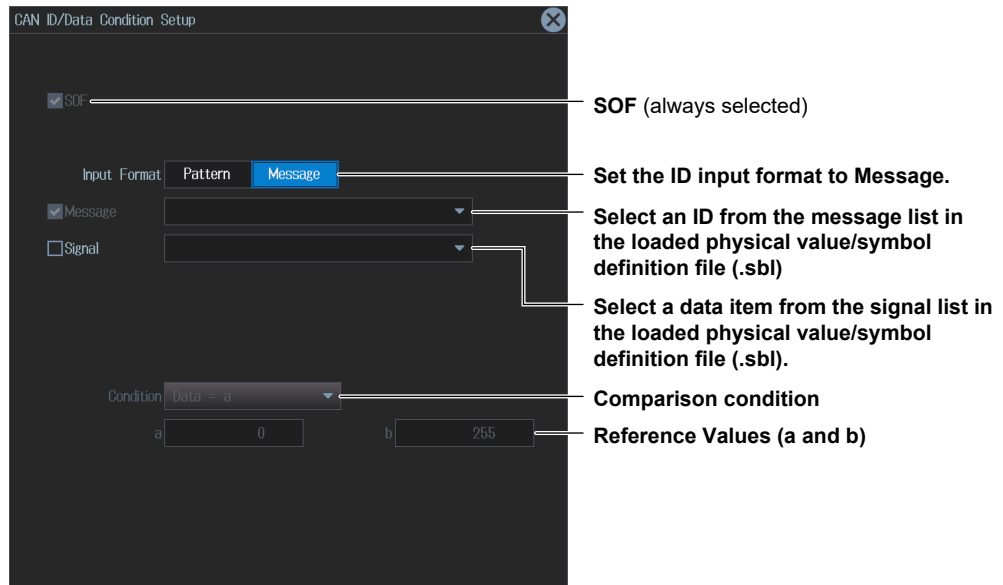 CAN ID/Data Condition Setup
SOF
SOF (always selected)
Input Format Pattern Message
Set the ID input format to Message.
Message
Select an ID from the message list in
the loaded physical value/symbol
definition file (.sbl)
Signal
Select a data item from the signal list in
the loaded physical value/symbol
definition file (.sbl).
Condition Data = a
Comparison condition
a 0 b 255
Reference Values (a and b)